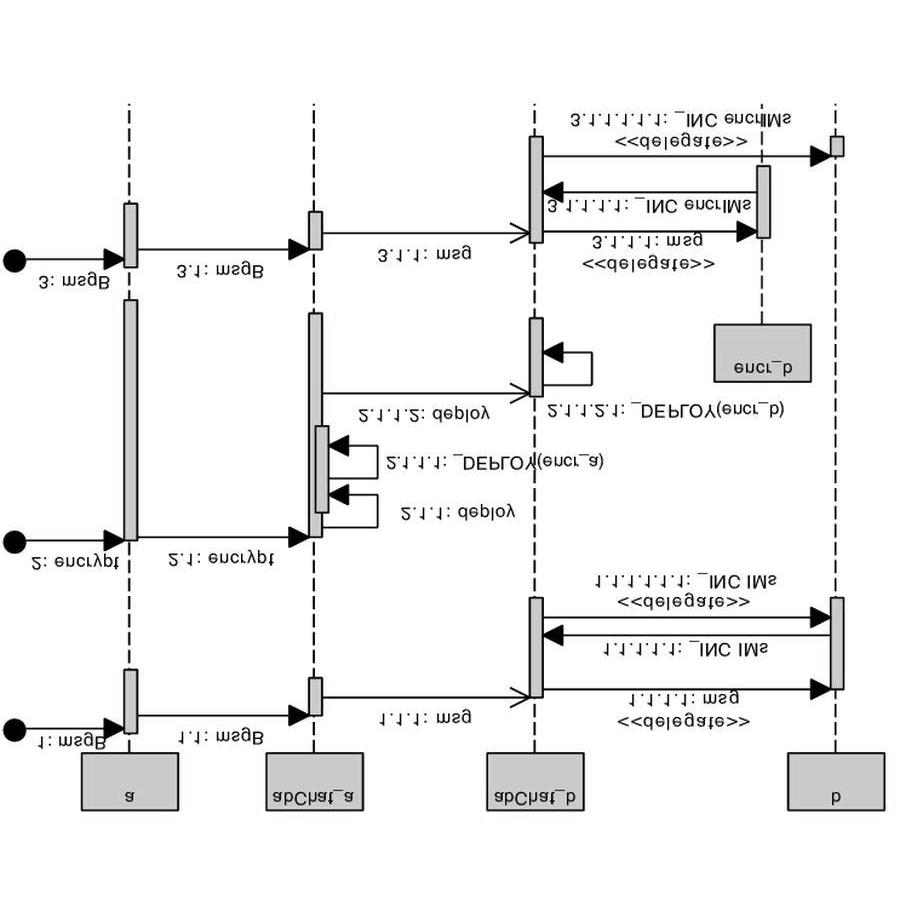 a
abChat_a
abChat_b
b
1: msgB
1.1: msgB
1.1.1: msg
<<delegate>>
1.1.1.1: msg
1.1.1.1.1: _INC IMs
<<delegate>>
1.1.1.1.1.1: _INC IMs
2: encrypt
2.1: encrypt
2.1.1: deploy
2.1.1.1: _DEPLOY(encr_a)
2.1.1.2: deploy
2.1.1.2.1: _DEPLOY(encr_b)
encr_b
3: msgB
3.1: msgB
3.1.1: msg
<<delegate>>
3.1.1.1: msg
3.1.1.1.1: _INC encrIMs
<<delegate>>
3.1.1.1.1.1: _INC encrIMs